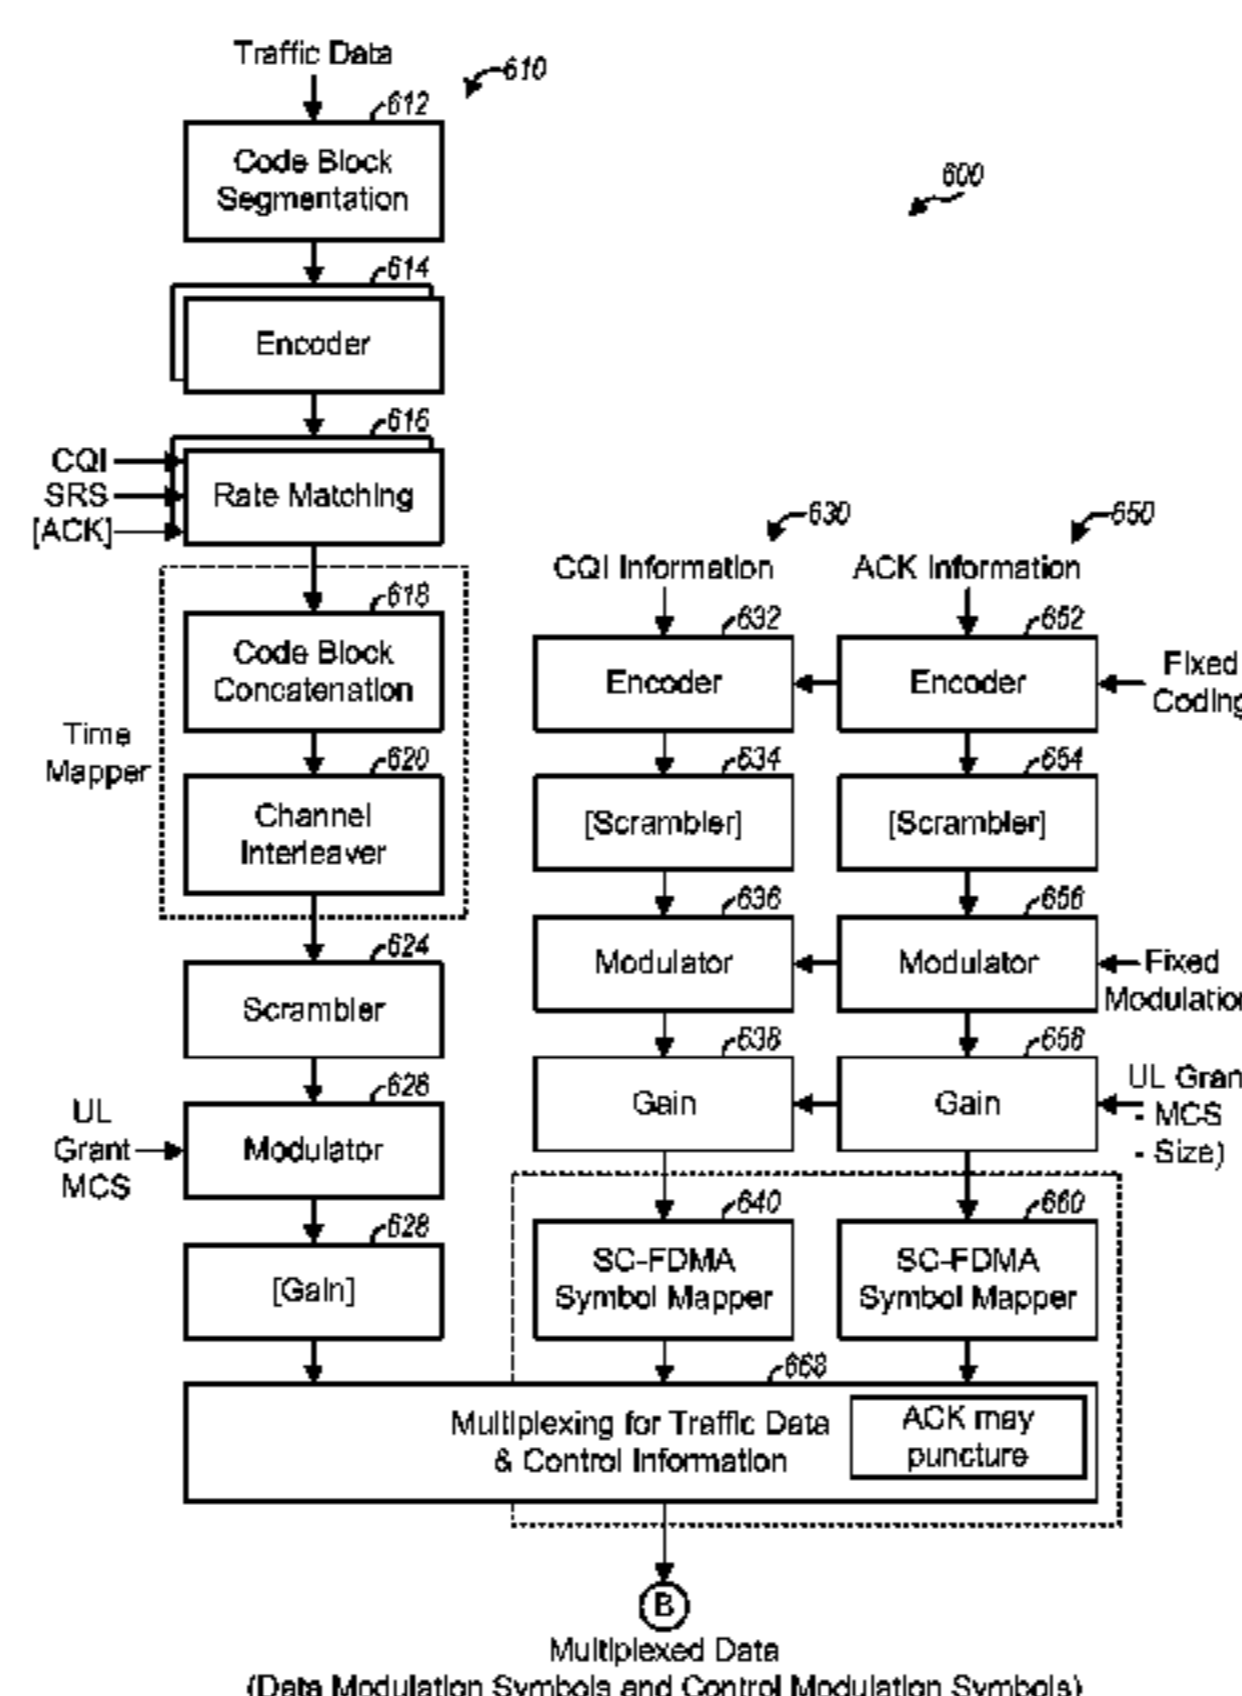 Traffic Data
610
612
Code Block
Segmentation
600
614
Encoder
616
CQI
SRS
[ACK]
Rate Matching
630
650
CQI Information
ACK Information
618
Code Block
Concatenation
632
Encoder
652
Encoder
Fixed
Coding
Time
Mapper
620
Channel
Interleaver
634
[Scrambler]
654
[Scrambler]
624
Scrambler
636
Modulator
656
Modulator
Fixed
Modulation
626
UL
Grant
MCS
Modulator
638
Gain
658
Gain
UL Gran
- MCS
- Size)
628
[Gain]
640
SC-FDMA
Symbol Mapper
660
SC-FDMA
Symbol Mapper
668
Multiplexing for Traffic Data
& Control Information
ACK may
puncture
B
Multiplexed Data
(Data Modulation Symbols and Control Modulation Symbols)